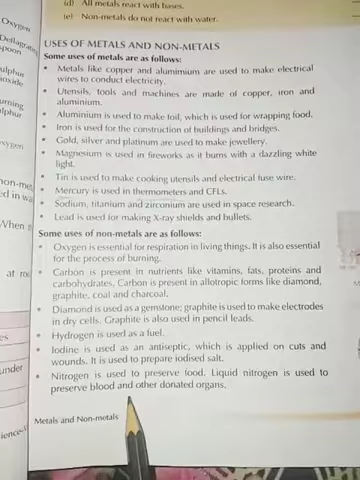 (d) All metals react with bases.
(e) Non-metals do not react with water.
USES OF METALS AND NON-METALS
Some uses of metals are as follows:
• Metals like copper and alumimium are used to make electrical
wires to conduct electricity.
• Utensils, tools and machines are made of copper, iron and
aluminium.
• Aluminium is used to make foil, which is used for wrapping food.
• Iron is used for the construction of buildings and bridges.
• Gold, silver and platinum are used to make jewellery.
• Magnesium is used in fireworks as it burns with a dazzling white
light.
• Tin is used to make cooking utensils and electrical fuse wire.
• Mercury is used in thermometers and CFLs.
• Sodium, titanium and zirconium are used in space research.
• Lead is used for making X-ray shields and bullets.
Some uses of non-metals are as follows:
• Oxygen is essential for respiration in living things. It is also essential
for the process of burning.
• Carbon is present in nutrients like vitamins, fats, proteins and
carbohydrates. Carbon is present in allotropic forms like diamond,
graphite, coal and charcoal.
• Diamond is used as a gemstone; graphite is used to make electrodes
in dry cells. Graphite is also used in pencil leads.
• Hydrogen is used as a fuel.
• Iodine is used as an antiseptic, which is applied on cuts and
wounds. It is used to prepare iodised salt.
• Nitrogen is used to preserve food. Liquid nitrogen is used to
preserve blood and other donated organs.
Metals and Non-metals
Oxygen
When
under